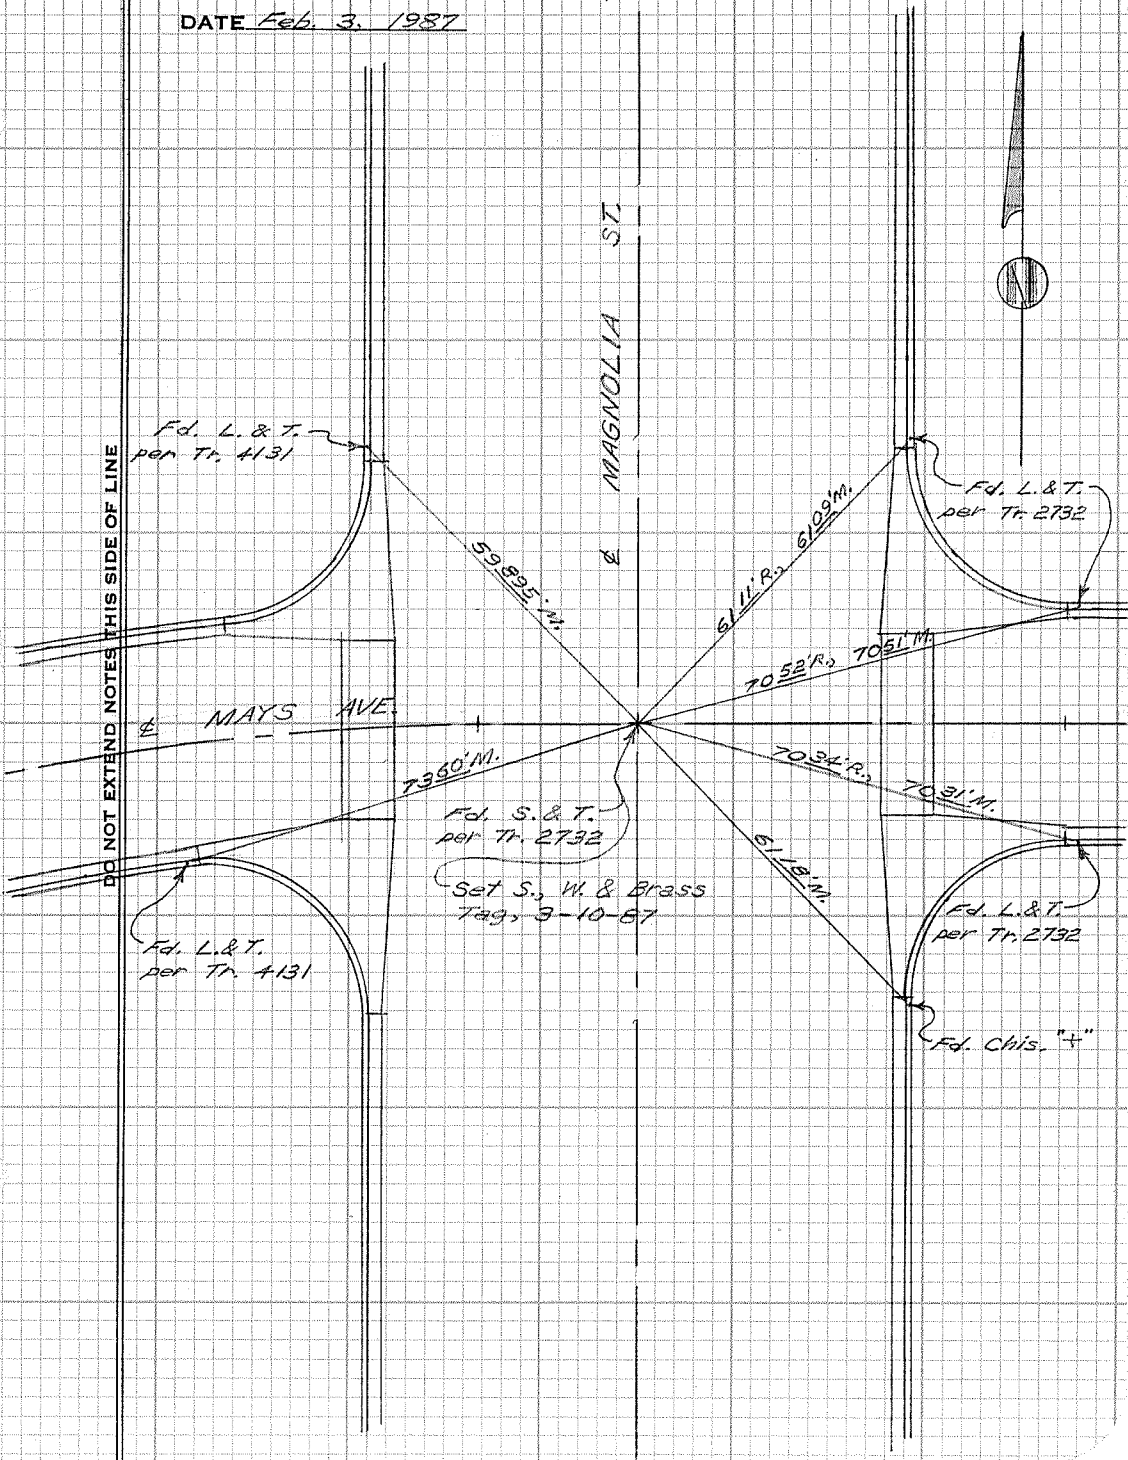 DATE Feb. 3, 1987
DO NOT EXTEND NOTES THIS SIDE OF LINE
℄ MAGNOLIA ST.
N
Fd. L. & T.
per Tr. 4131
Fd. L. & T.
per Tr. 2732
59.895' M.
61.11' R., 61.09' M.
70.52' R., 70.51' M.
℄ MAYS AVE.
73.60' M.
70.34' R., 70.31' M.
61.18' M.
Fd. S. & T.
per Tr. 2732
Set S., W. & Brass
Tag, 3-10-87
Fd. L. & T.
per Tr. 2732
Fd. L. & T.
per Tr. 4131
Fd. Chis. "+"